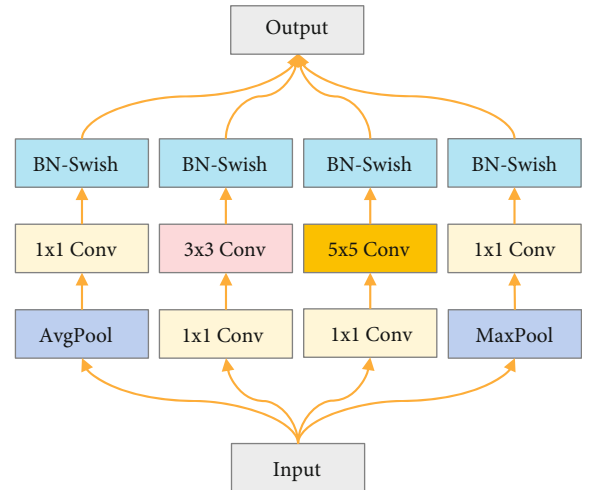 Output
BN-Swish
BN-Swish
BN-Swish
BN-Swish
1x1 Conv
3x3 Conv
5x5 Conv
1x1 Conv
AvgPool
1x1 Conv
1x1 Conv
MaxPool
Input